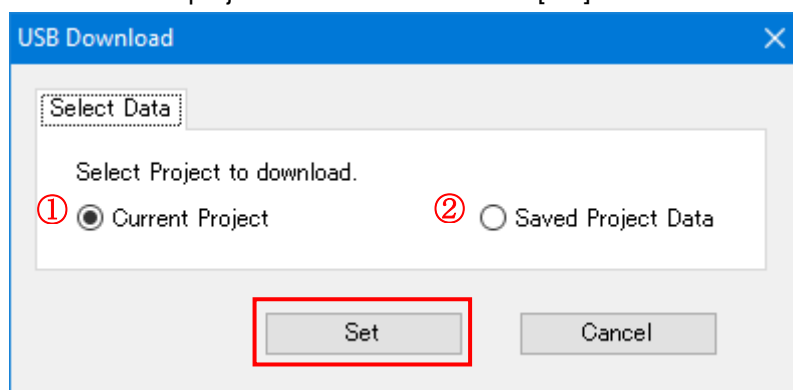 USB Download
Select Data
Select Project to download.
① Current Project ② Saved Project Data
Set Cancel